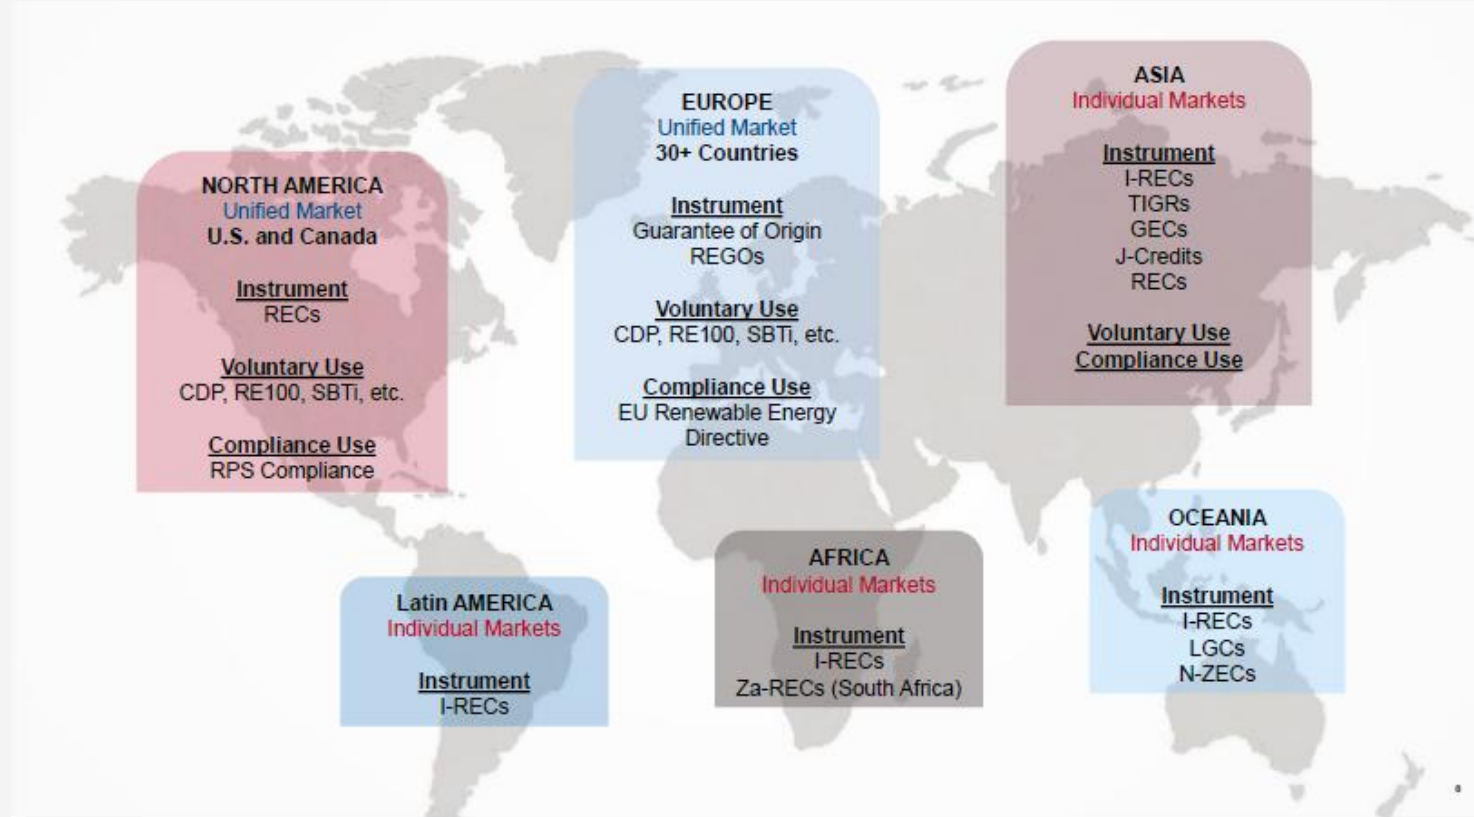 NORTH AMERICA
Unified Market
U.S. and Canada
Instrument
RECs
Voluntary Use
CDP, RE100, SBTi, etc.
Compliance Use
RPS Compliance
EUROPE
Unified Market
30+ Countries
Instrument
Guarantee of Origin
REGOs
Voluntary Use
CDP, RE100, SBTi, etc.
Compliance Use
EU Renewable Energy
Directive
ASIA
Individual Markets
Instrument
I-RECs
TIGRs
GECs
J-Credits
RECs
Voluntary Use
Compliance Use
Latin AMERICA
Individual Markets
Instrument
I-RECs
AFRICA
Individual Markets
Instrument
I-RECs
Za-RECs (South Africa)
OCEANIA
Individual Markets
Instrument
I-RECs
LGCs
N-ZECs